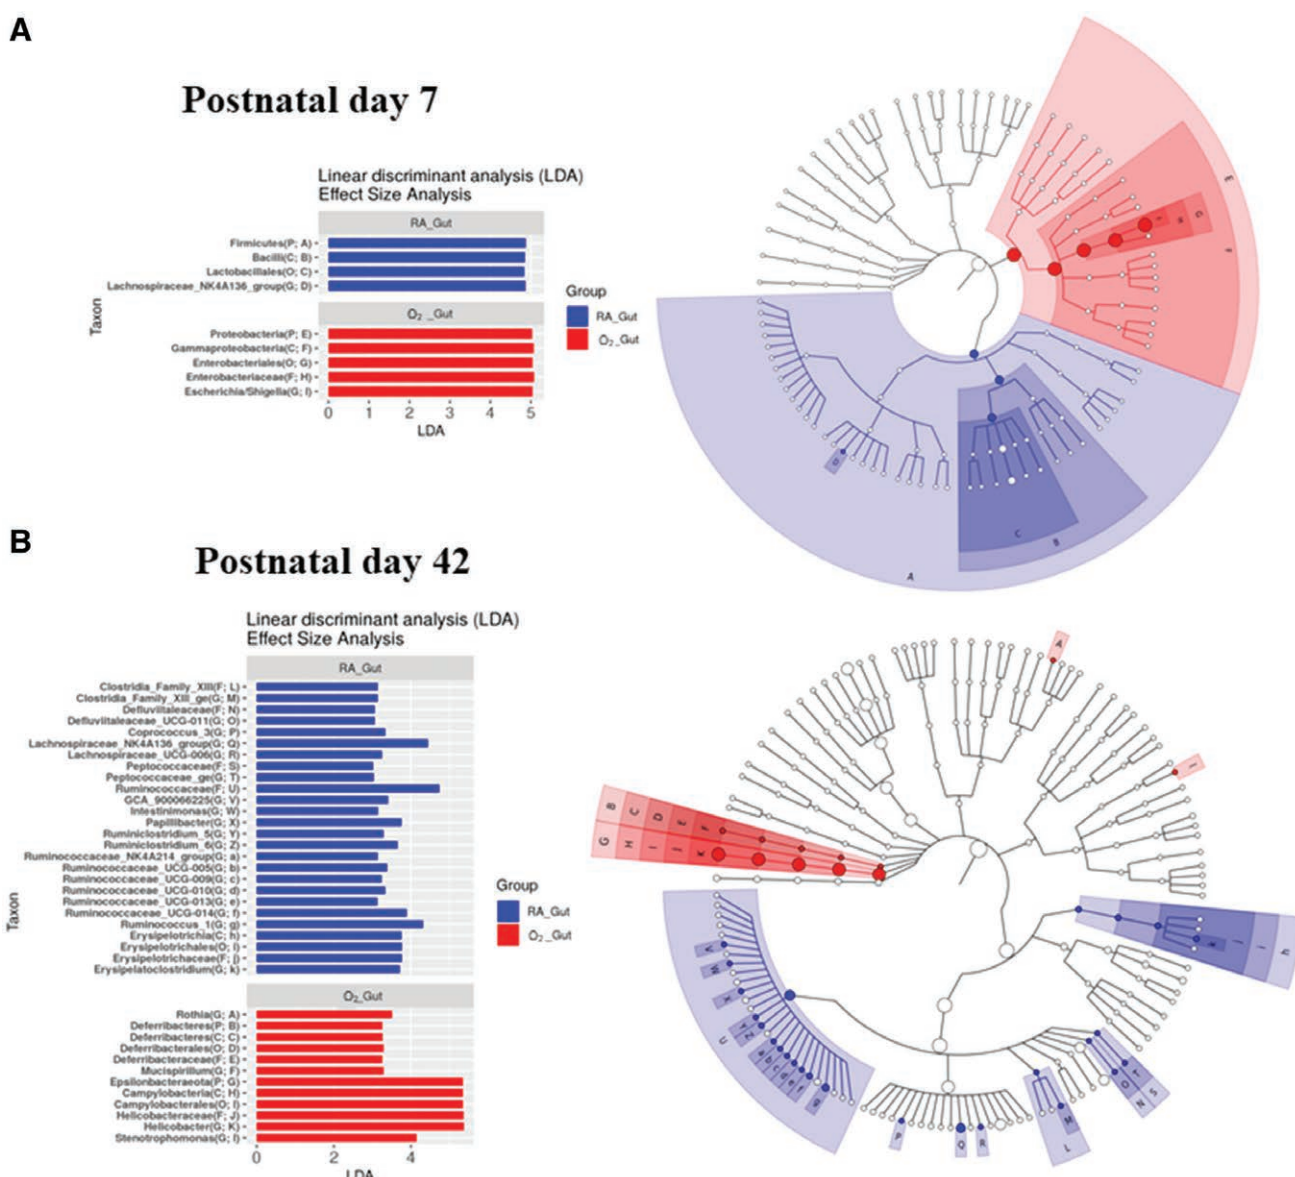 A
Postnatal day 7
Linear discriminant analysis (LDA)
Effect Size Analysis
RA_Gut
Firmicutes(P; A)
Bacilli(C; B)
Lactobacillales(O; C)
Lachnospiraceae_NK4A136_group(G; D)
O₂_Gut
Proteobacteria(P; E)
Gammaproteobacteria(C; F)
Enterobacteriales(O; G)
Enterobacteriaceae(F; H)
Escherichia/Shigella(G; I)
0 1 2 3 4 5
LDA
Taxon
Group
RA_Gut
O₂_Gut
E
F
G
H
I
D
C
B
A
B
Postnatal day 42
Linear discriminant analysis (LDA)
Effect Size Analysis
RA_Gut
Clostridia_Family_XIII(F; L)
Clostridia_Family_XIII_ge(G; M)
Defluviitaleaceae(F; N)
Defluviitaleaceae_UCG-011(G; O)
Coprococcus_3(G; P)
Lachnospiraceae_NK4A136_group(G; Q)
Lachnospiraceae_UCG-006(G; R)
Peptococcaceae(F; S)
Peptococcaceae_ge(G; T)
Ruminococcaceae(F; U)
GCA_900066225(G; V)
Intestinimonas(G; W)
Papillibacter(G; X)
Ruminiclostridium_5(G; Y)
Ruminiclostridium_6(G; Z)
Ruminococcaceae_NK4A214_group(G; a)
Ruminococcaceae_UCG-005(G; b)
Ruminococcaceae_UCG-009(G; c)
Ruminococcaceae_UCG-010(G; d)
Ruminococcaceae_UCG-013(G; e)
Ruminococcaceae_UCG-014(G; f)
Ruminococcus_1(G; g)
Erysipelotrichia(C; h)
Erysipelotrichales(O; i)
Erysipelotrichaceae(F; j)
Erysipelatoclostridium(G; k)
O₂_Gut
Rothia(G; A)
Deferribacteres(P; B)
Deferribacteres(C; C)
Deferribacterales(O; D)
Deferribacteraceae(F; E)
Mucispirillum(G; F)
Epsilonbacteraeota(P; G)
Campylobacteria(C; H)
Campylobacterales(O; I)
Helicobacteraceae(F; J)
Helicobacter(G; K)
Stenotrophomonas(G; l)
0 2 4
LDA
Taxon
Group
RA_Gut
O₂_Gut
A
l
B C D E F
G H I J K
k j i h
V
W
X
Y
Z
U
a
b
c
d
e
f
g
P
Q
R
M
L
O
T
N
S